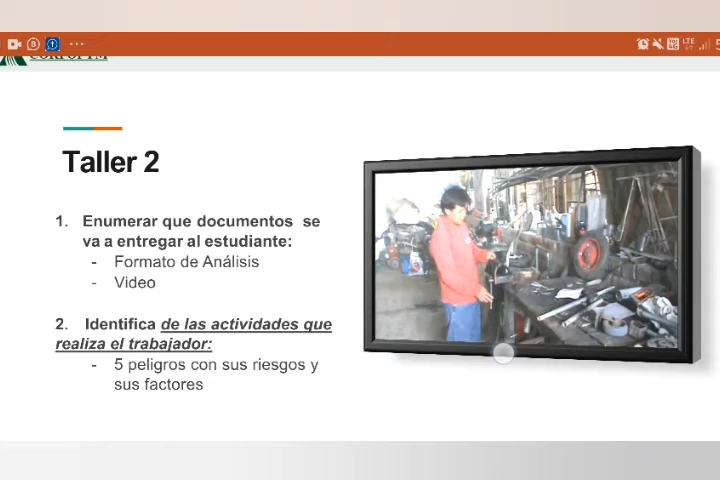 Taller 2
1. Enumerar que documentos se
va a entregar al estudiante:
- Formato de Análisis
- Video
2. Identifica de las actividades que
realiza el trabajador:
- 5 peligros con sus riesgos y
sus factores